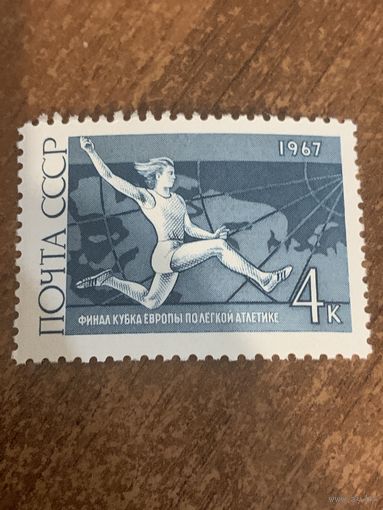 ПОЧТА СССР
1967
4К
ФИНАЛ КУБКА ЕВРОПЫ ПО ЛЕГКОЙ АТЛЕТИКЕ